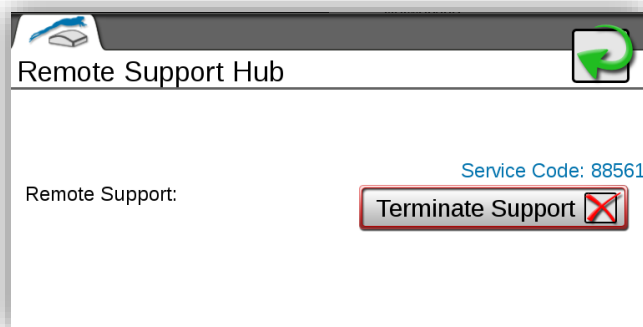 Remote Support Hub
Service Code: 88561
Remote Support:
Terminate Support